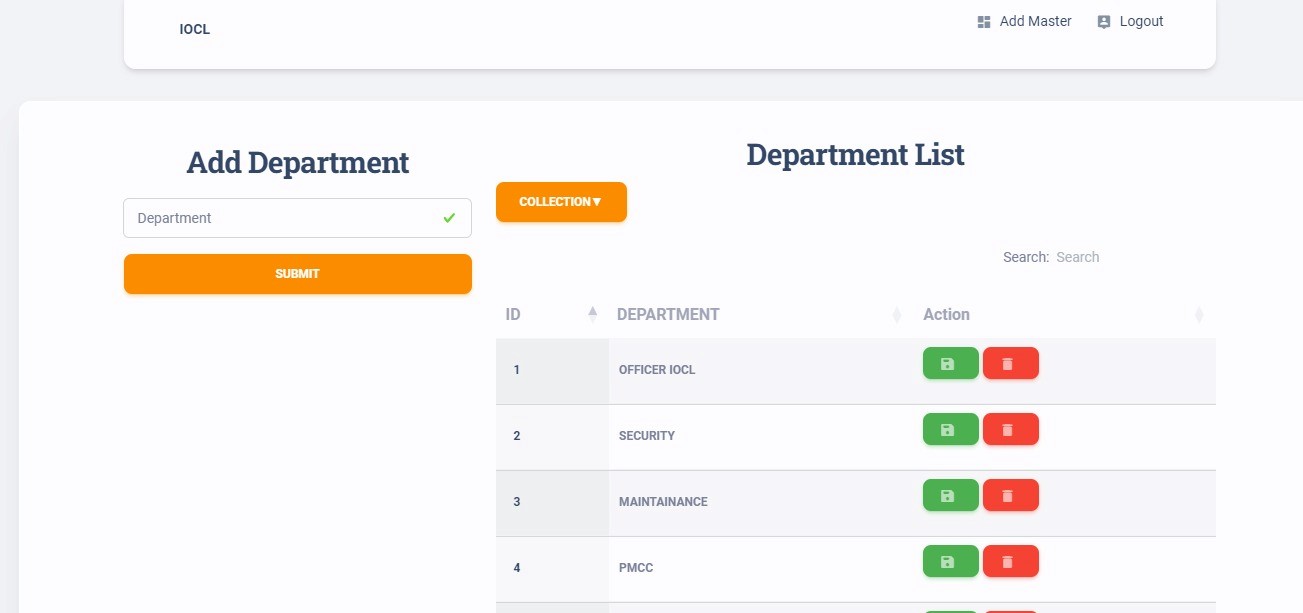 IOCL
Add Master
Logout
Add Department
Department
SUBMIT
Department List
COLLECTION▼
Search: Search
ID DEPARTMENT Action
1 OFFICER IOCL
2 SECURITY
3 MAINTAINANCE
4 PMCC